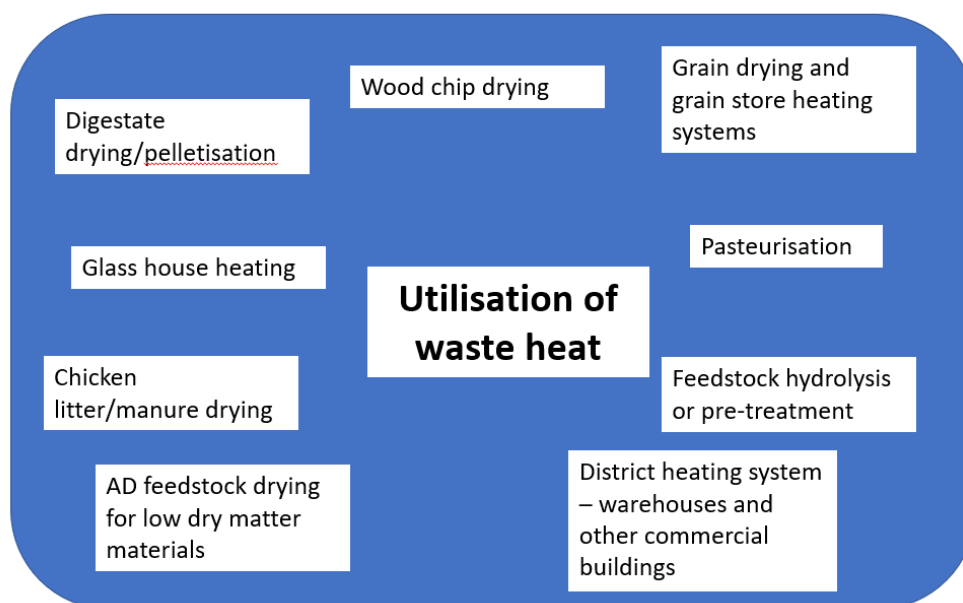 Wood chip drying
Grain drying and
grain store heating
systems
Digestate
drying/pelletisation
Pasteurisation
Glass house heating
Utilisation of
waste heat
Chicken
litter/manure drying
Feedstock hydrolysis
or pre-treatment
AD feedstock drying
for low dry matter
materials
District heating system
– warehouses and
other commercial
buildings